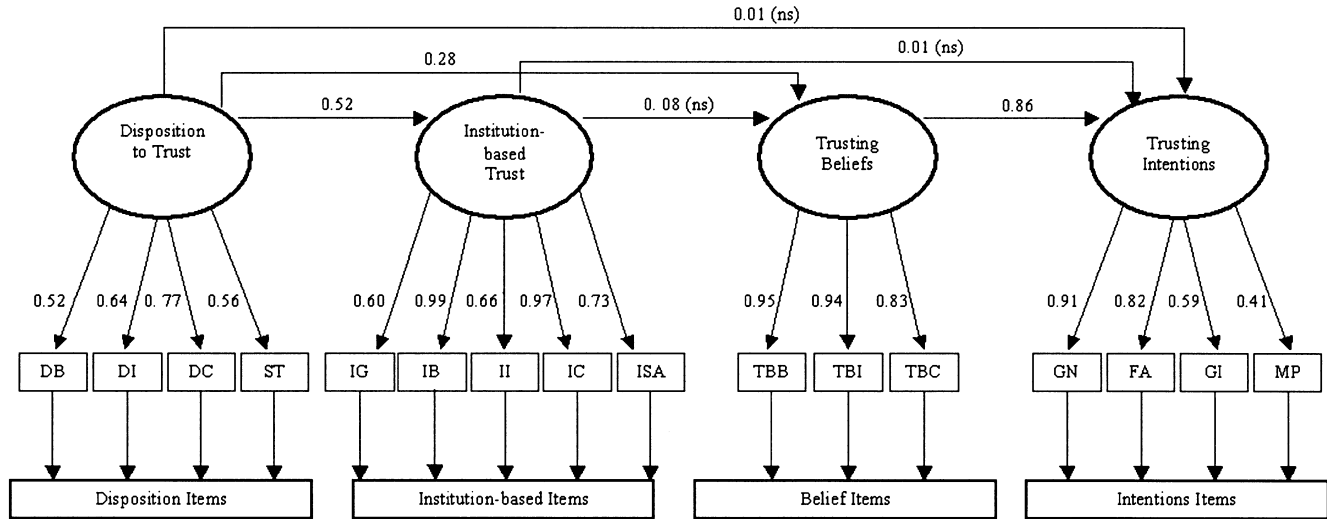 0.01 (ns)
0.01 (ns)
0.28
0.52
0. 08 (ns)
0.86
Disposition
to Trust
Institution-
based
Trust
Trusting
Beliefs
Trusting
Intentions
0.52
0.64
0. 77
0.56
0.60
0.99
0.66
0.97
0.73
0.95
0.94
0.83
0.91
0.82
0.59
0.41
DB
DI
DC
ST
IG
IB
II
IC
ISA
TBB
TBI
TBC
GN
FA
GI
MP
Disposition Items
Institution-based Items
Belief Items
Intentions Items